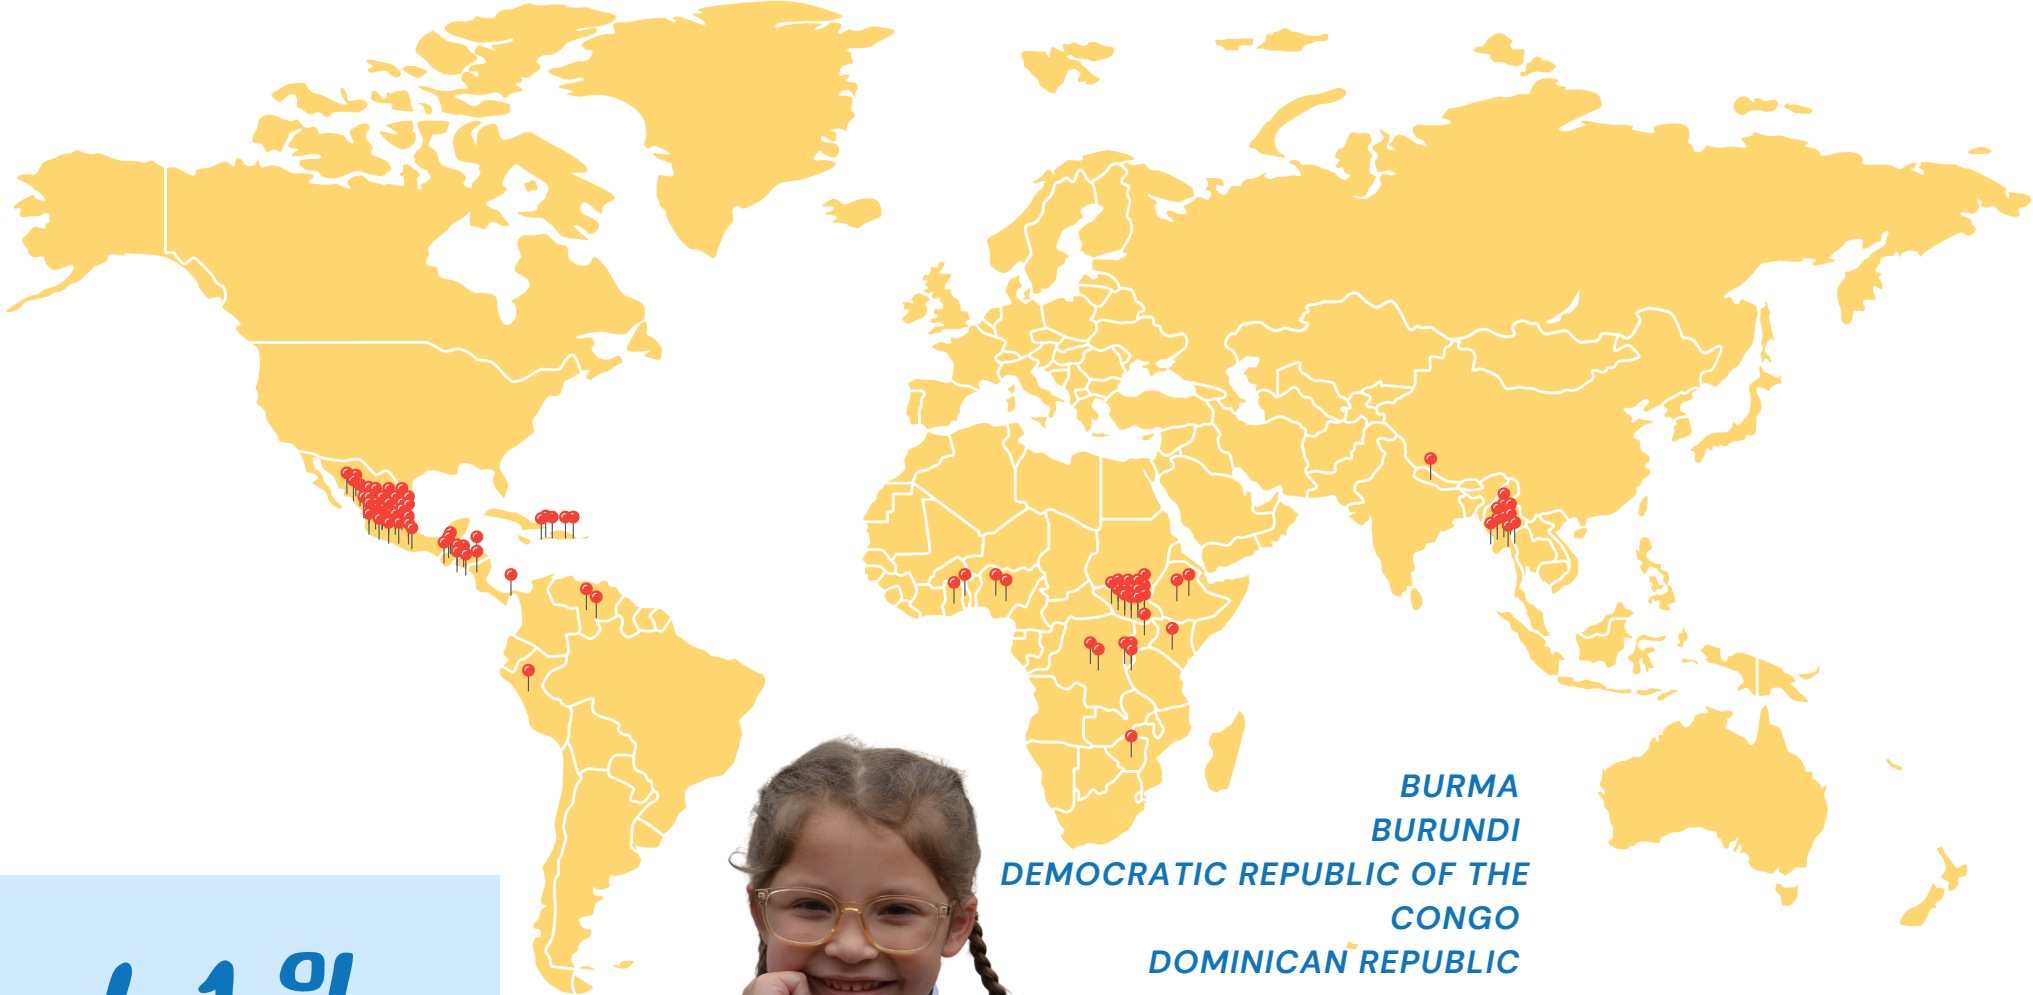 BURMA
BURUNDI
DEMOCRATIC REPUBLIC OF THE
CONGO
DOMINICAN REPUBLIC